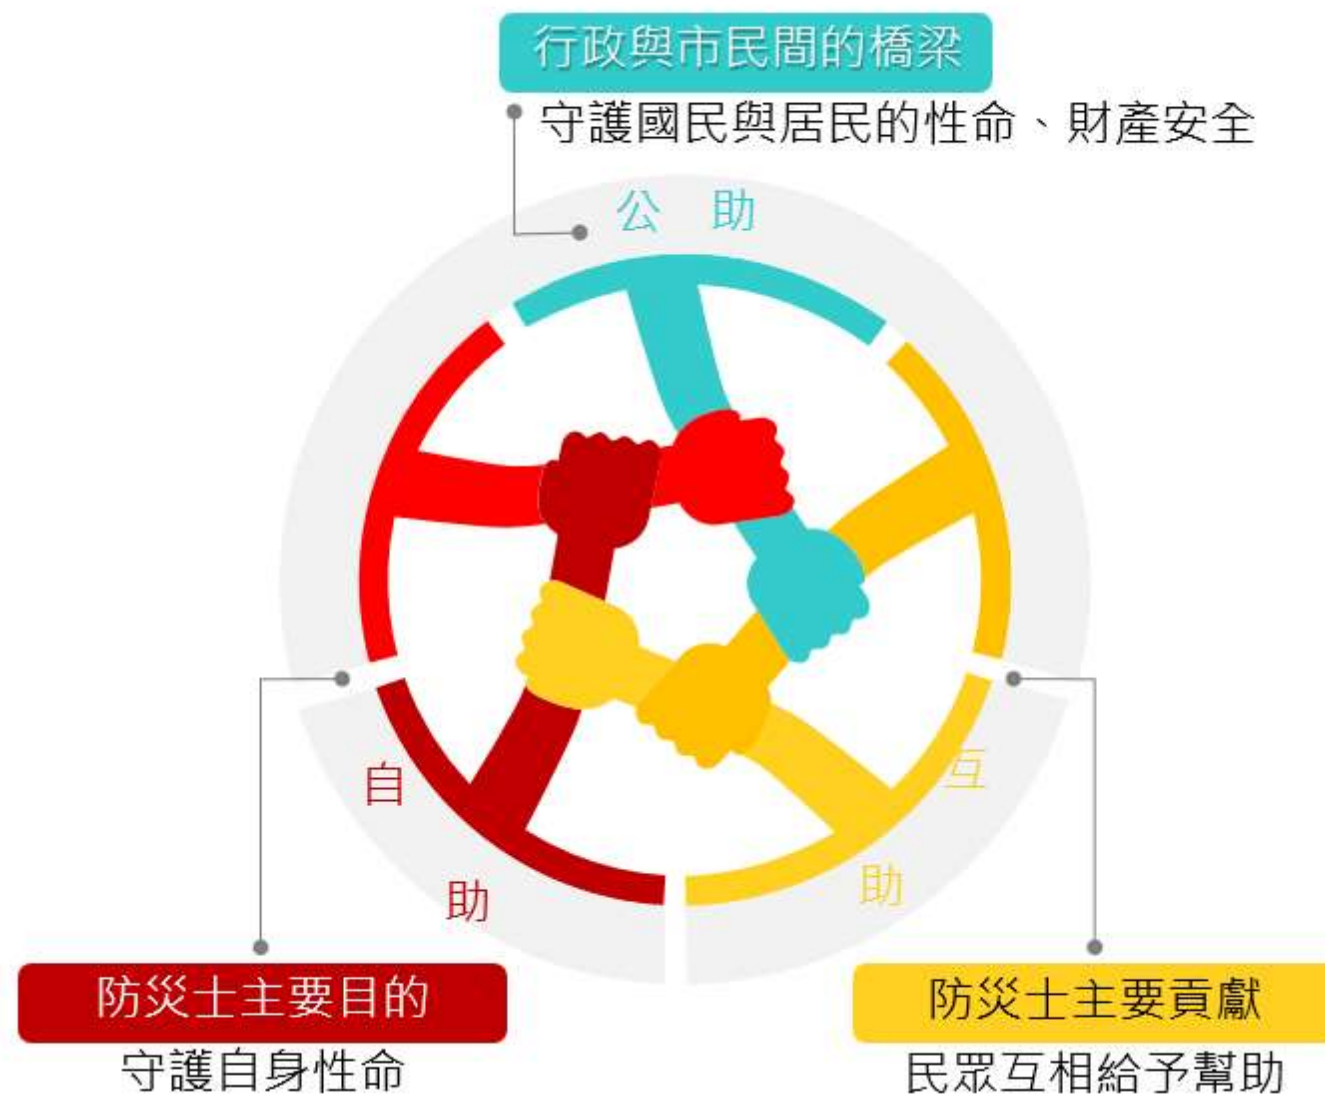 行政與市民間的橋梁
守護國民與居民的性命、財產安全
公 助
自
助
互
助
防災士主要目的
守護自身性命
防災士主要貢獻
民眾互相給予幫助